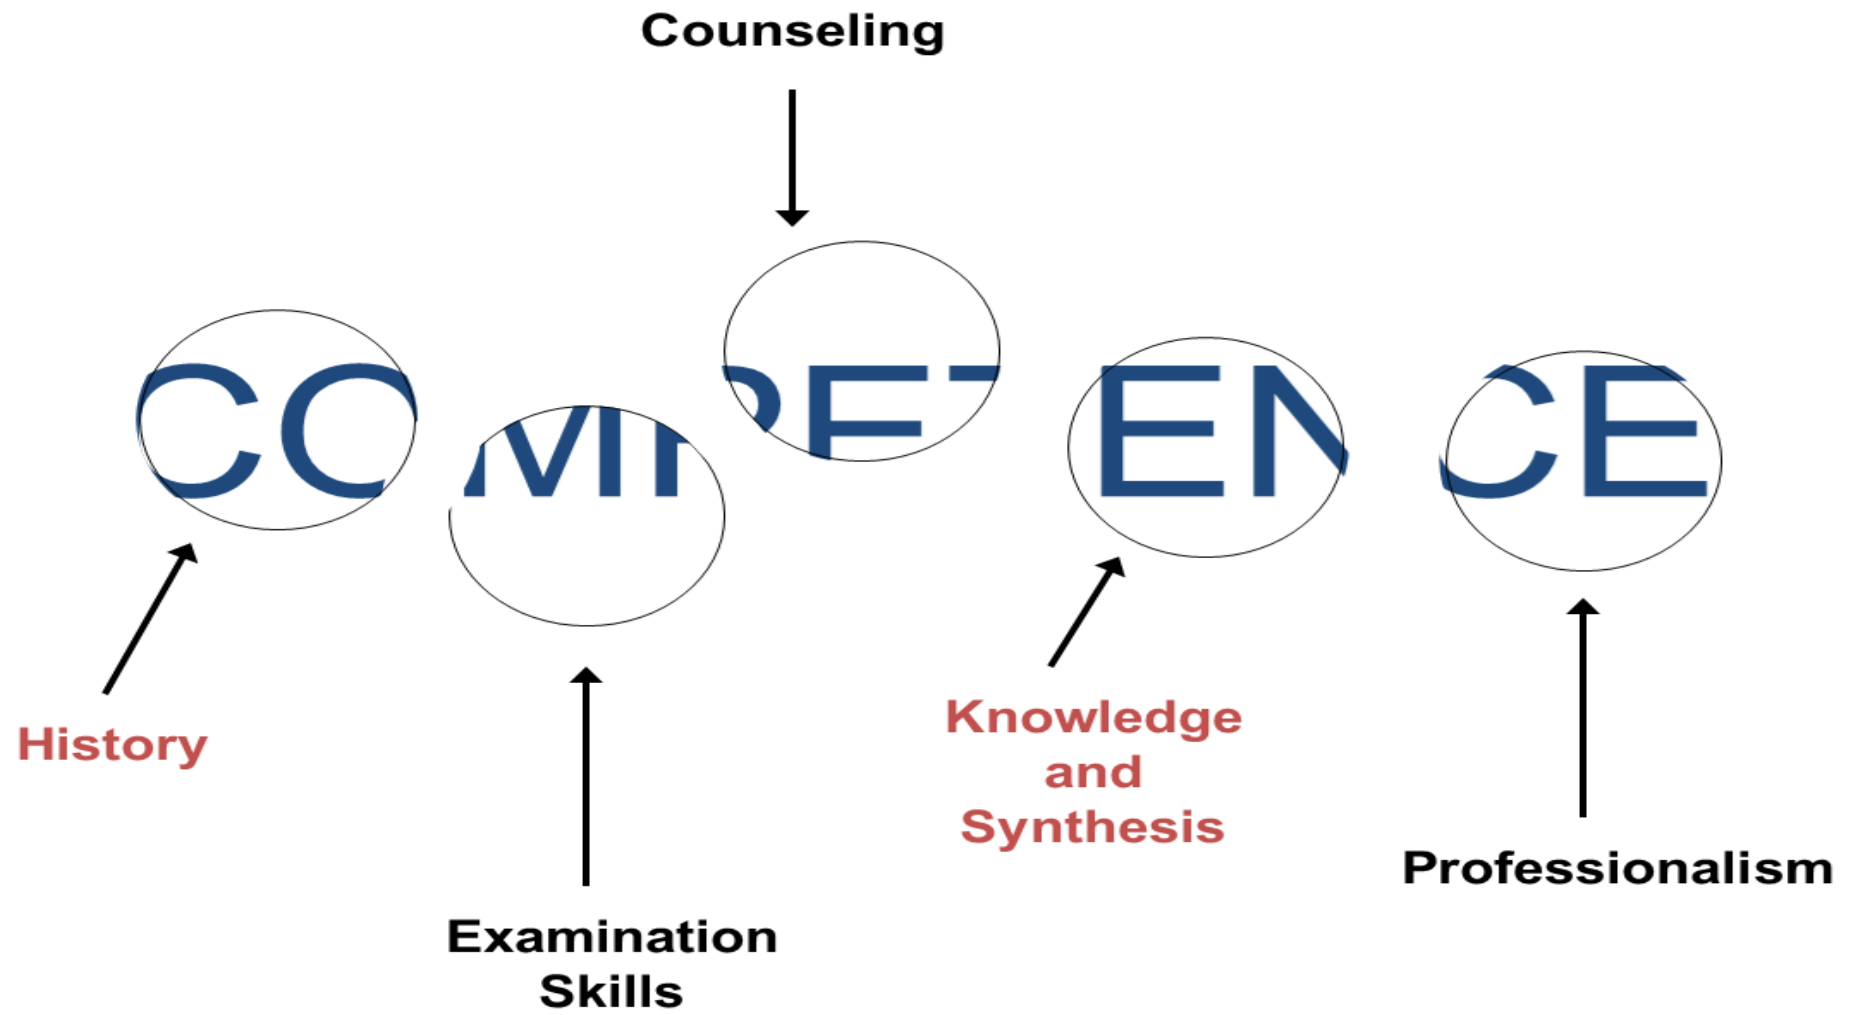 Counseling
COMPETENCE
History
Knowledge
and
Synthesis
Professionalism
Examination
Skills